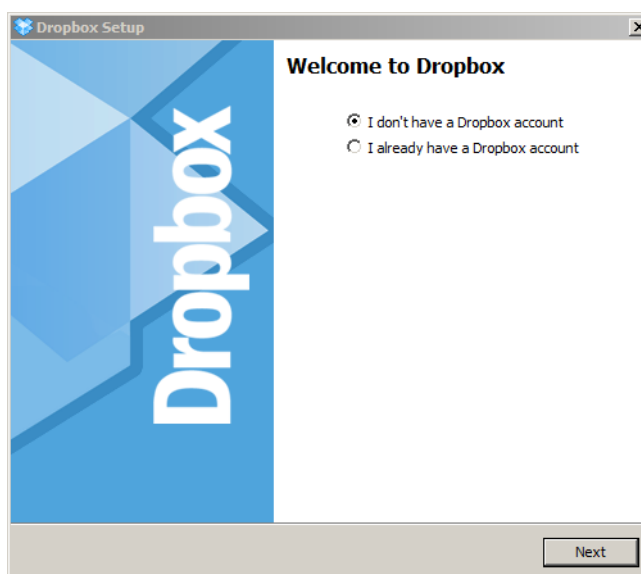 Dropbox Setup
Dropbox
Welcome to Dropbox
I don't have a Dropbox account
I already have a Dropbox account
Next